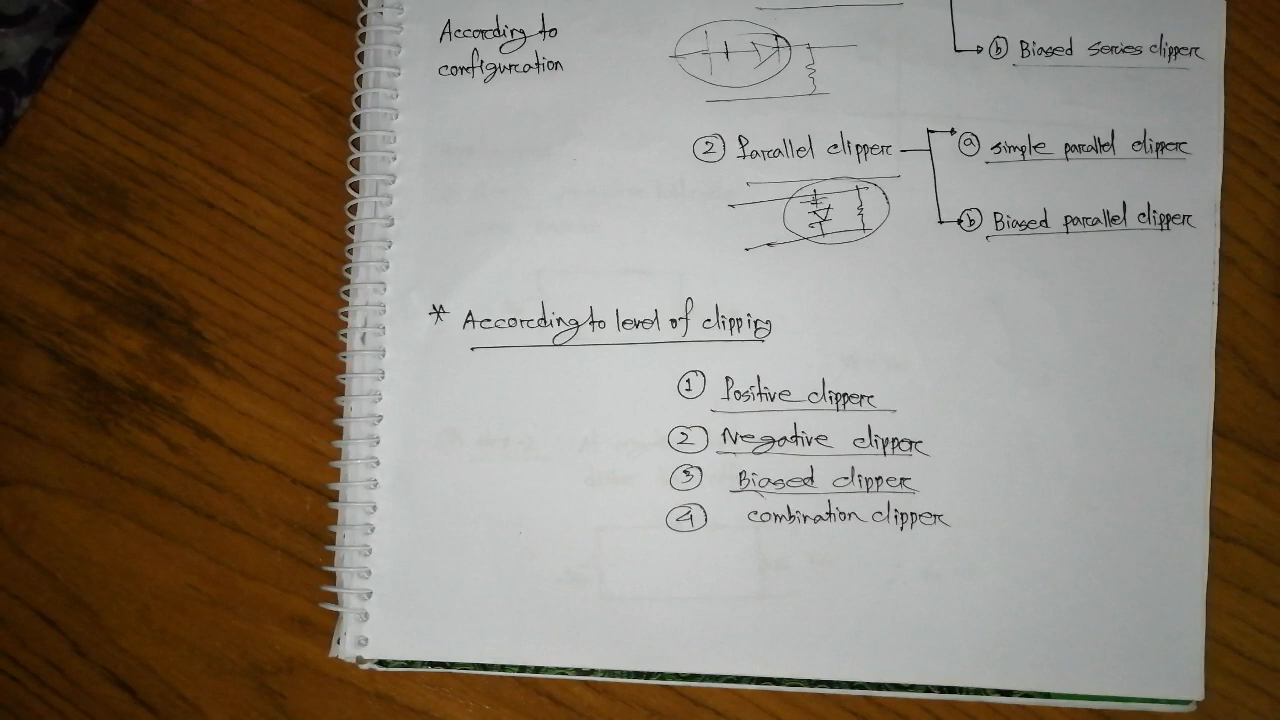 According to
configuration
ⓑ Biased series clipper
② Parallel clipper
ⓐ simple parallel clipper
ⓑ Biased parallel clipper
* According to level of clipping
① Positive clipper
② Negative clipper
③ Biased clipper
④ combination clipper